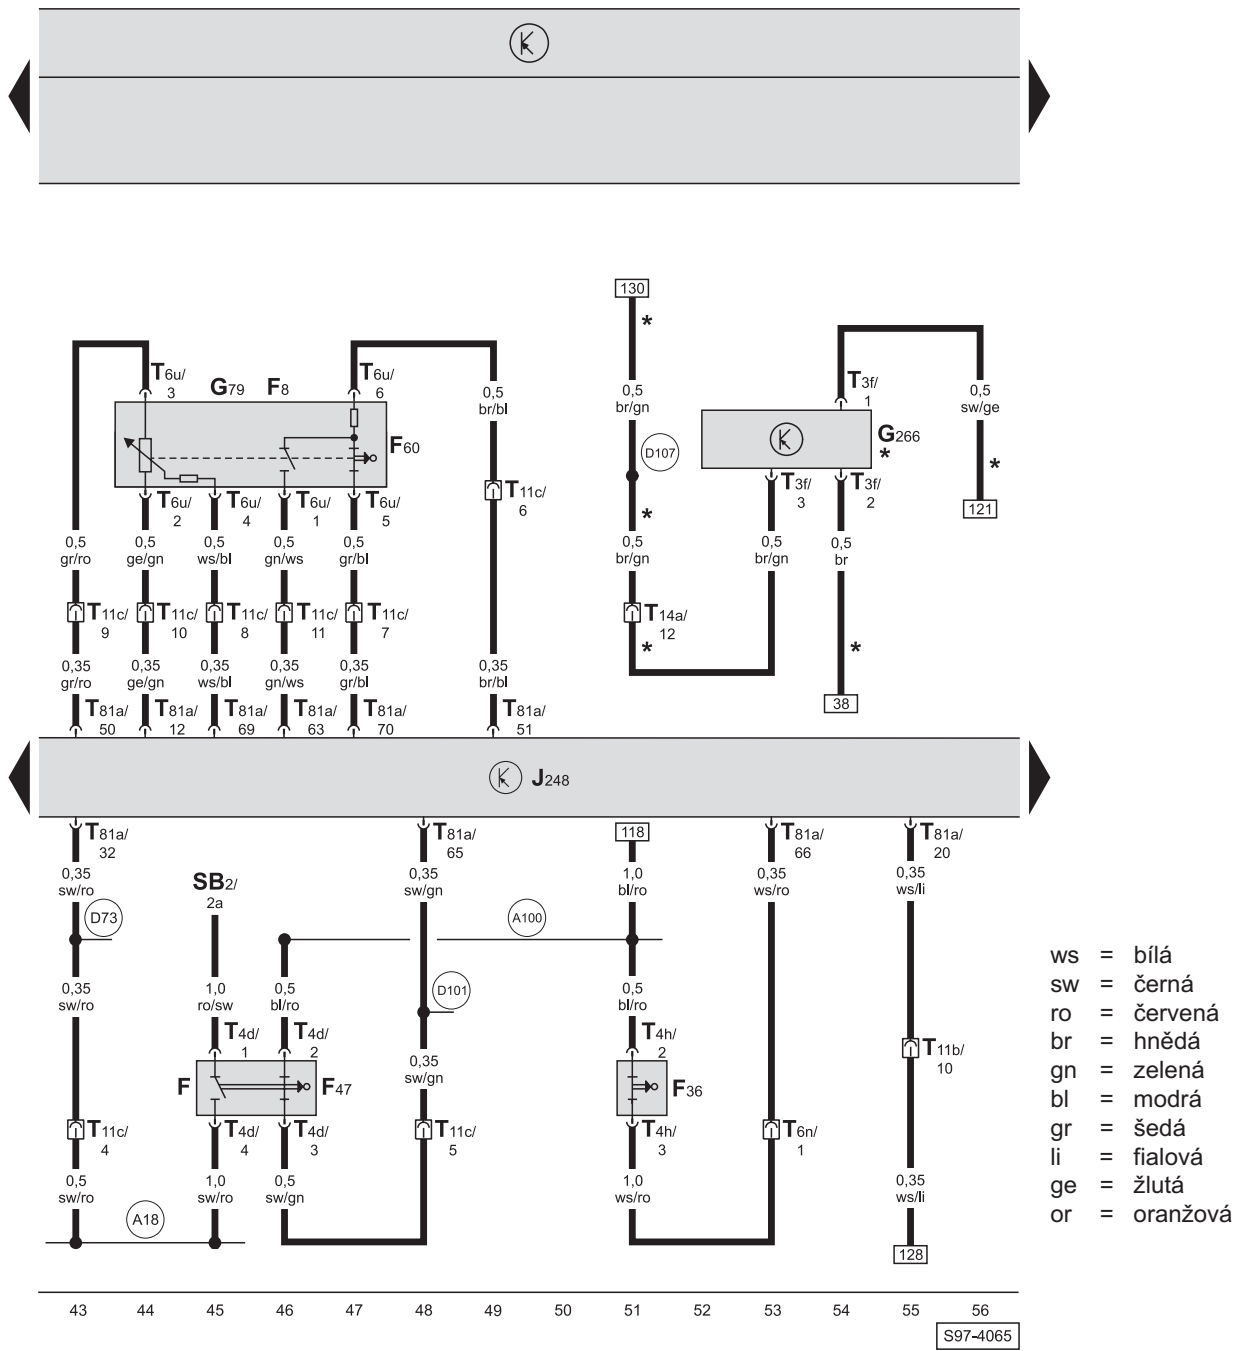 130
*
T6u/
3
G79
F8
T6u/
6
0,5
br/bl
0,5
br/gn
T3f/
1
0,5
sw/ge
F60
D107
G266
*
*
T6u/
2
T6u/
4
T6u/
1
T6u/
5
T11c/
6
*
T3f/
3
T3f/
2
121
0,5
gr/ro
0,5
ge/gn
0,5
ws/bl
0,5
gn/ws
0,5
gr/bl
0,5
br/gn
0,5
br/gn
0,5
br
T11c/
9
T11c/
10
T11c/
8
T11c/
11
T11c/
7
T14a/
12
*
*
0,35
gr/ro
0,35
ge/gn
0,35
ws/bl
0,35
gn/ws
0,35
gr/bl
0,35
br/bl
38
T81a/
50
T81a/
12
T81a/
69
T81a/
63
T81a/
70
T81a/
51
J248
T81a/
32
T81a/
65
118
T81a/
66
T81a/
20
0,35
sw/ro
SB2/
2a
0,35
sw/gn
1,0
bl/ro
0,35
ws/ro
0,35
ws/li
D73
A100
0,35
sw/ro
1,0
ro/sw
0,5
bl/ro
D101
0,5
bl/ro
T4d/
1
T4d/
2
T4h/
2
T11b/
10
0,35
sw/gn
F
F47
F36
T11c/
4
T4d/
4
T4d/
3
T11c/
5
T4h/
3
T6n/
1
0,5
sw/ro
1,0
sw/ro
0,5
sw/gn
1,0
ws/ro
0,35
ws/li
A18
128
43 44 45 46 47 48 49 50 51 52 53 54 55 56
S97-4065
ws = bílá
sw = černá
ro = červená
br = hnědá
gn = zelená
bl = modrá
gr = šedá
li = fialová
ge = žlutá
or = oranžová